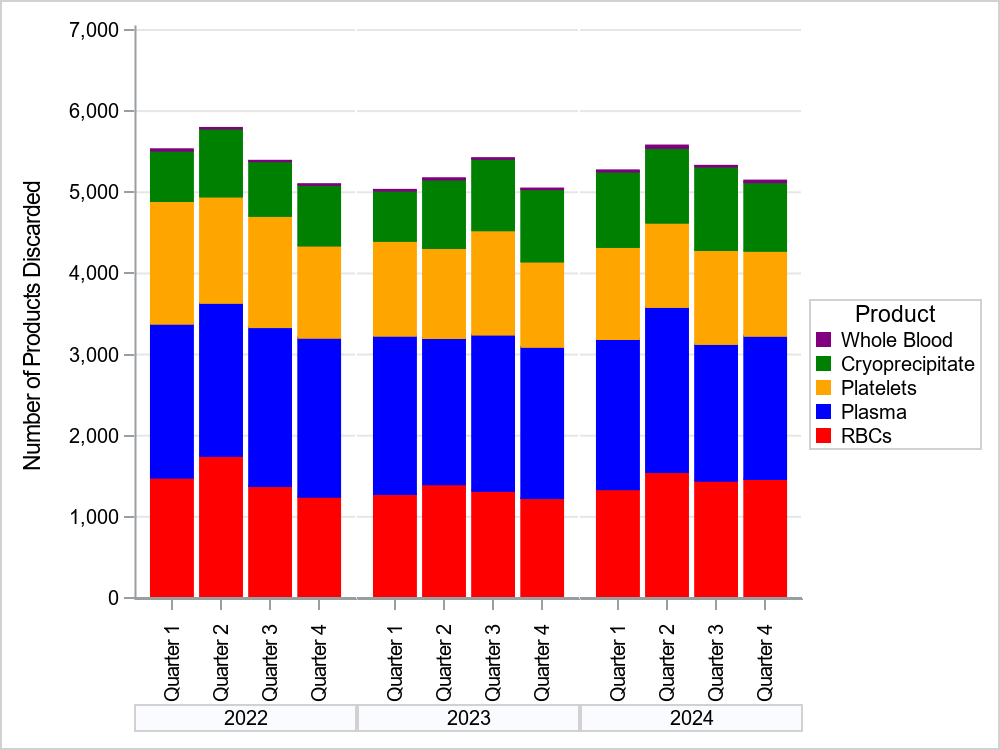 7,000
6,000
5,000
4,000
3,000
2,000
1,000
0
Number of Products Discarded
Quarter 1
Quarter 2
Quarter 3
Quarter 4
Quarter 1
Quarter 2
Quarter 3
Quarter 4
Quarter 1
Quarter 2
Quarter 3
Quarter 4
2022
2023
2024
Product
Whole Blood
Cryoprecipitate
Platelets
Plasma
RBCs